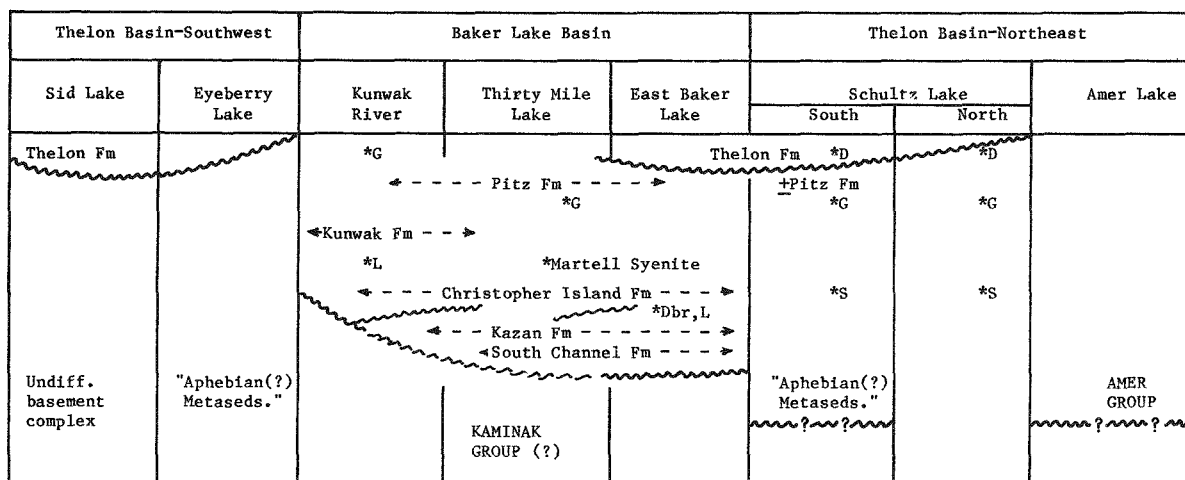 Thelon Basin-Southwest Baker Lake Basin Thelon Basin-Northeast
Sid Lake Eyeberry Lake Kunwak River Thirty Mile Lake East Baker Lake Schultz Lake South North Amer Lake
Thelon Fm *G Thelon Fm *D *D
Pitz Fm ±Pitz Fm
*G *G *G
Kunwak Fm
*L *Martell Syenite
Christopher Island Fm *S *S
*Dbr,L
Kazan Fm
South Channel Fm
Undiff. "Aphebian(?) "Aphebian(?) AMER
basement Metaseds." Metaseds." GROUP
complex
? ? ? ?
KAMINAK
GROUP (?)